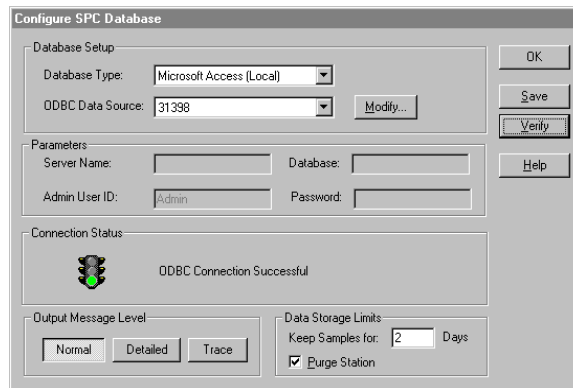 Configure SPC Database
Database Setup
Database Type: Microsoft Access (Local)
ODBC Data Source: 31398 Modify...
OK
Save
Verify
Help
Parameters
Server Name: Database:
Admin User ID: Admin Password:
Connection Status
ODBC Connection Successful
Output Message Level
Normal Detailed Trace
Data Storage Limits
Keep Samples for: 2 Days
Purge Station